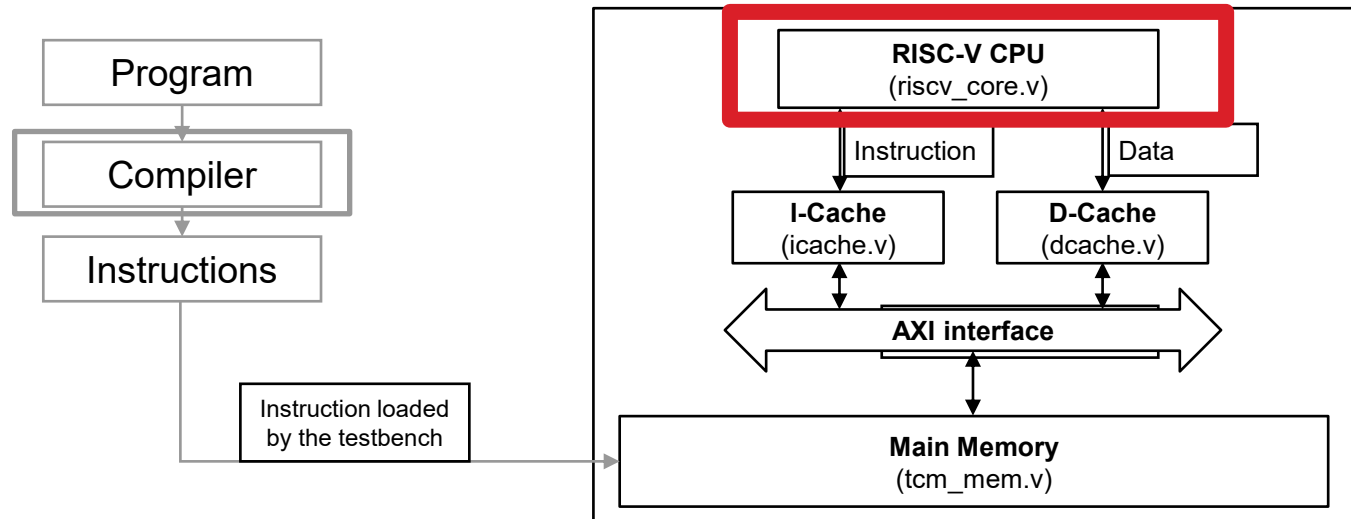 Program
Compiler
Instructions
Instruction loaded
by the testbench
RISC-V CPU
(riscv_core.v)
Instruction
Data
I-Cache
(icache.v)
D-Cache
(dcache.v)
AXI interface
Main Memory
(tcm_mem.v)